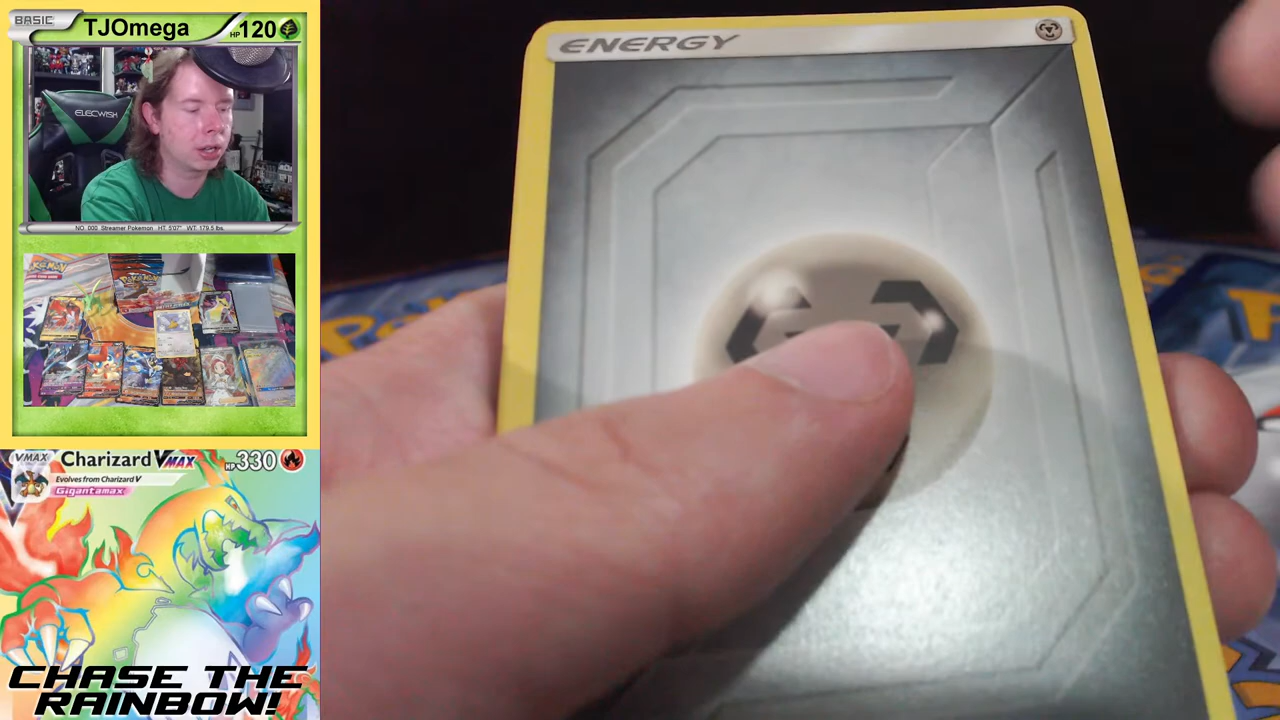 BASIC
TJOmega
HP120
ELECWISH
NO. 000 Streamer Pokemon HT: 5'07" WT: 179.5 lbs.
VMAX
Charizard VMAX
HP330
Evolves from Charizard V
Gigantamax
CHASE THE
RAINBOW!
ENERGY